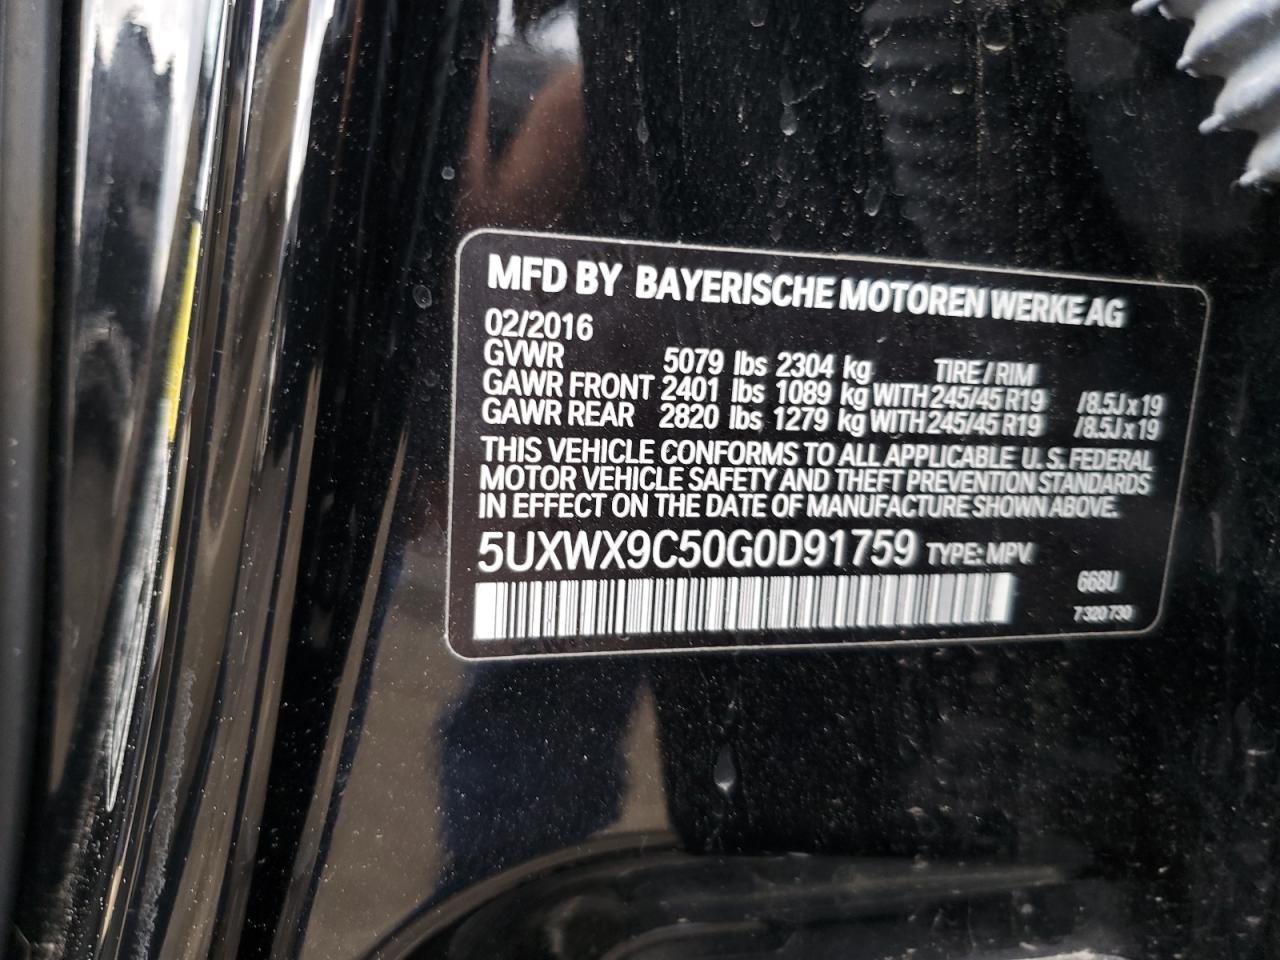 MFD BY BAYERISCHE MOTOREN WERKE AG
02/2016
GVWR 5079 lbs 2304 kg TIRE / RIM
GAWR FRONT 2401 lbs 1089 kg WITH 245/45 R19 /8.5J x 19
GAWR REAR 2820 lbs 1279 kg WITH 245/45 R19 /8.5J x 19
THIS VEHICLE CONFORMS TO ALL APPLICABLE U.S. FEDERAL
MOTOR VEHICLE SAFETY AND THEFT PREVENTION STANDARDS
IN EFFECT ON THE DATE OF MANUFACTURE SHOWN ABOVE.
5UXWX9C50G0D91759 TYPE: MPV
668U
7 320 730